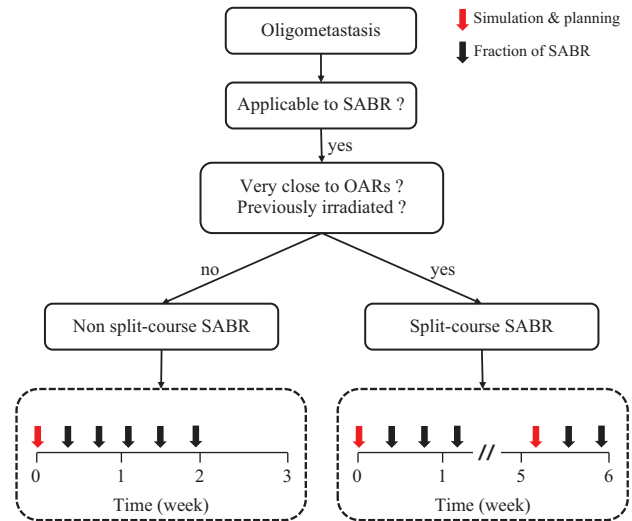 Oligometastasis
Simulation & planning
Fraction of SABR
Applicable to SABR ?
yes
Very close to OARs ?
Previously irradiated ?
no
yes
Non split-course SABR
Split-course SABR
0 1 2 3
Time (week)
0 1 // 5 6
Time (week)